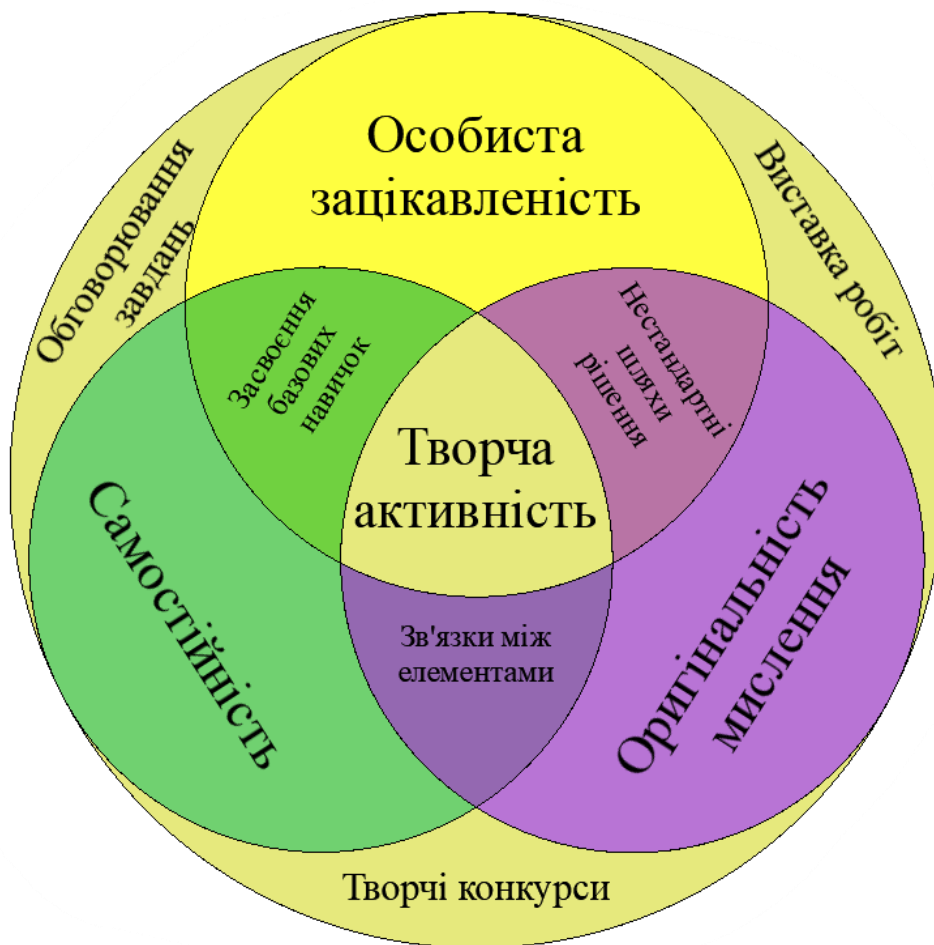 Особиста
зацікавленість
Обговорювання
завдань
Виставка робіт
Засвоєння
базових
навичок
Нестандартні
шляхи
рішення
Творча
активність
Самостійність
Оригінальність
мислення
Зв'язки між
елементами
Творчі конкурси